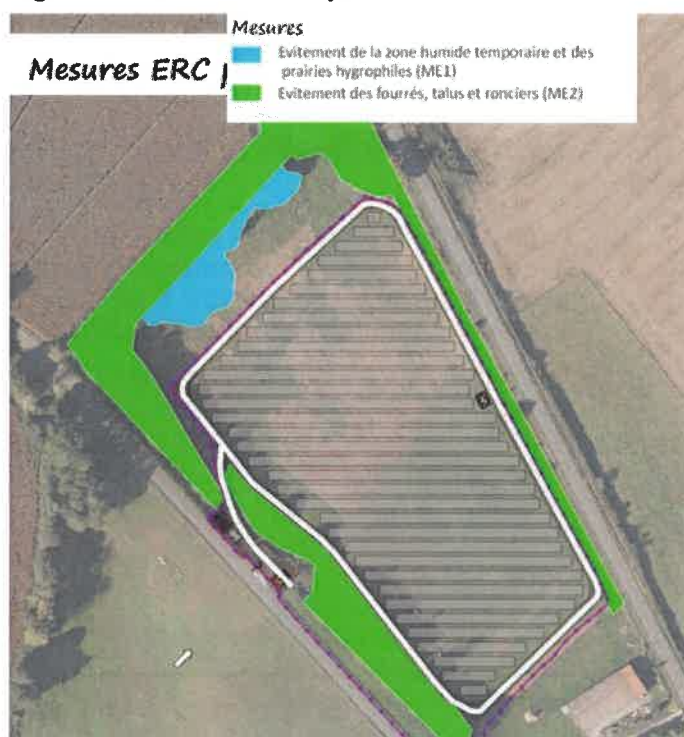 Mesures
Evitement de la zone humide temporaire et des
prairies hygrophiles (ME1)
Evitement des fourrés, talus et ronciers (ME2)
Mesures ERC